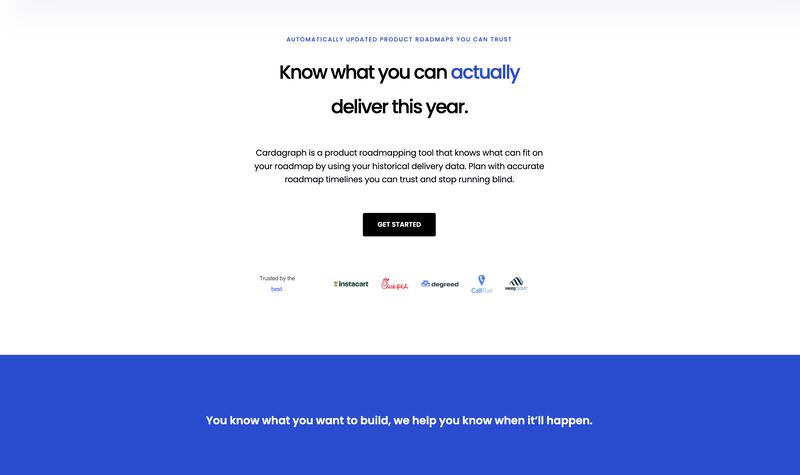 AUTOMATICALLY UPDATED PRODUCT ROADMAPS YOU CAN TRUST
Know what you can actually
deliver this year.
Cardagraph is a product roadmapping tool that knows what can fit on
your roadmap by using your historical delivery data. Plan with accurate
roadmap timelines you can trust and stop running blind.
GET STARTED
Trusted by the
best.
instacart
Chick-fil-A
degreed
CallRail
You know what you want to build, we help you know when it’ll happen.